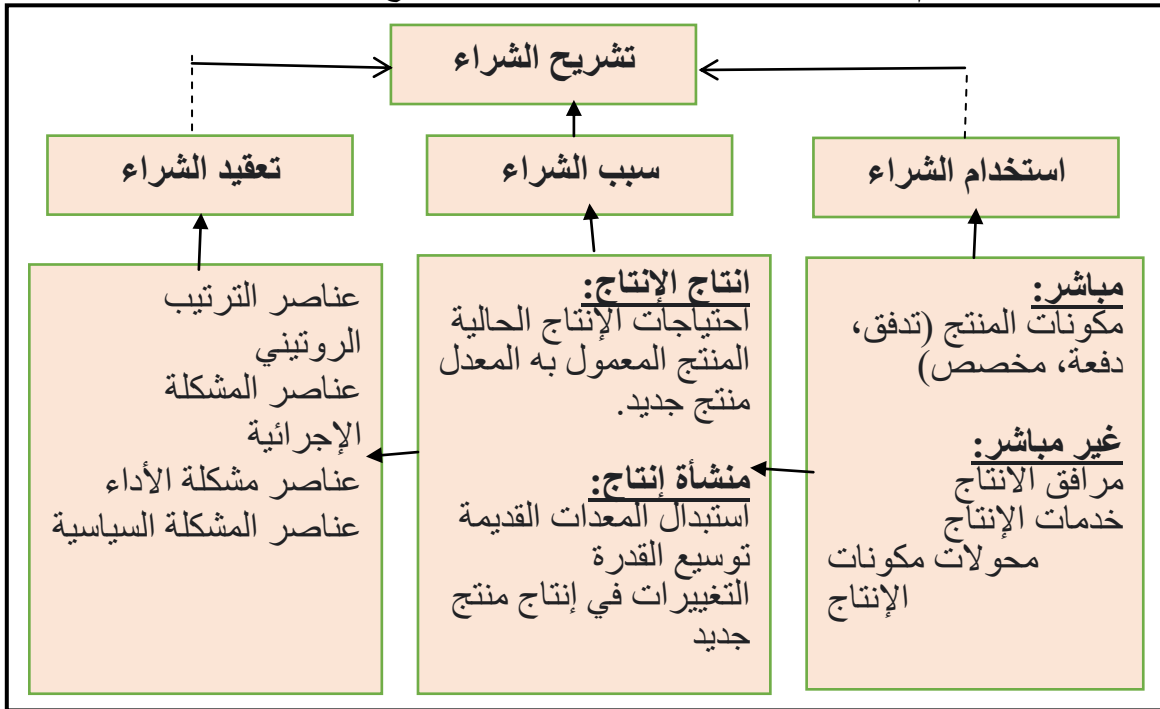 تشريح الشراء
استخدام الشراء
سبب الشراء
تعقيد الشراء
مباشر:
مكونات المنتج (تدفق،
دفعة، مخصص)
غير مباشر:
مرافق الانتاج
خدمات الإنتاج
محولات مكونات
الإنتاج
انتاج الإنتاج:
احتياجات الإنتاج الحالية
المنتج المعمول به المعدل
منتج جديد.
منشأة إنتاج:
استبدال المعدات القديمة
توسيع القدرة
التغييرات في إنتاج منتج
جديد
عناصر الترتيب
الروتيني
عناصر المشكلة
الإجرائية
عناصر مشكلة الأداء
عناصر المشكلة السياسية